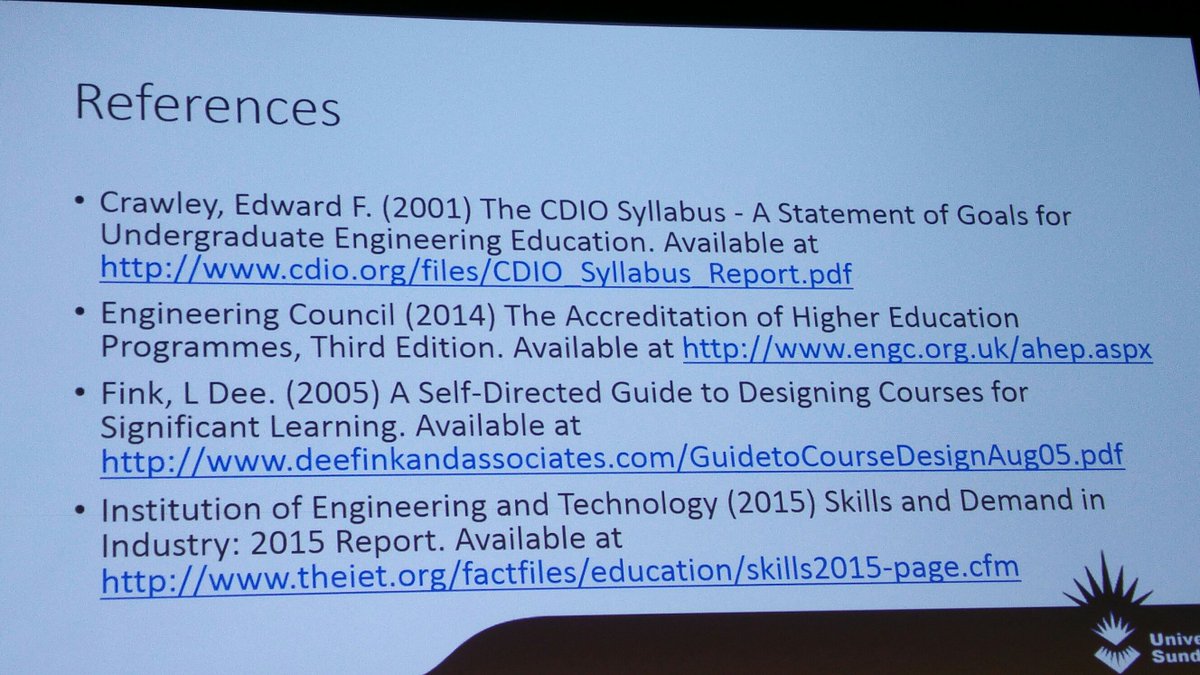 References
• Crawley, Edward F. (2001) The CDIO Syllabus - A Statement of Goals for
Undergraduate Engineering Education. Available at
http://www.cdio.org/files/CDIO_Syllabus_Report.pdf
• Engineering Council (2014) The Accreditation of Higher Education
Programmes, Third Edition. Available at http://www.engc.org.uk/ahep.aspx
• Fink, L Dee. (2005) A Self-Directed Guide to Designing Courses for
Significant Learning. Available at
http://www.deefinkandassociates.com/GuidetoCourseDesignAug05.pdf
• Institution of Engineering and Technology (2015) Skills and Demand in
Industry: 2015 Report. Available at
http://www.theiet.org/factfiles/education/skills2015-page.cfm
Unive
Sund